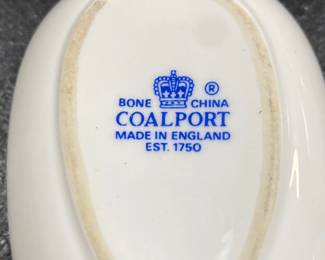 ®
BONE CHINA
COALPORT
MADE IN ENGLAND
EST. 1750